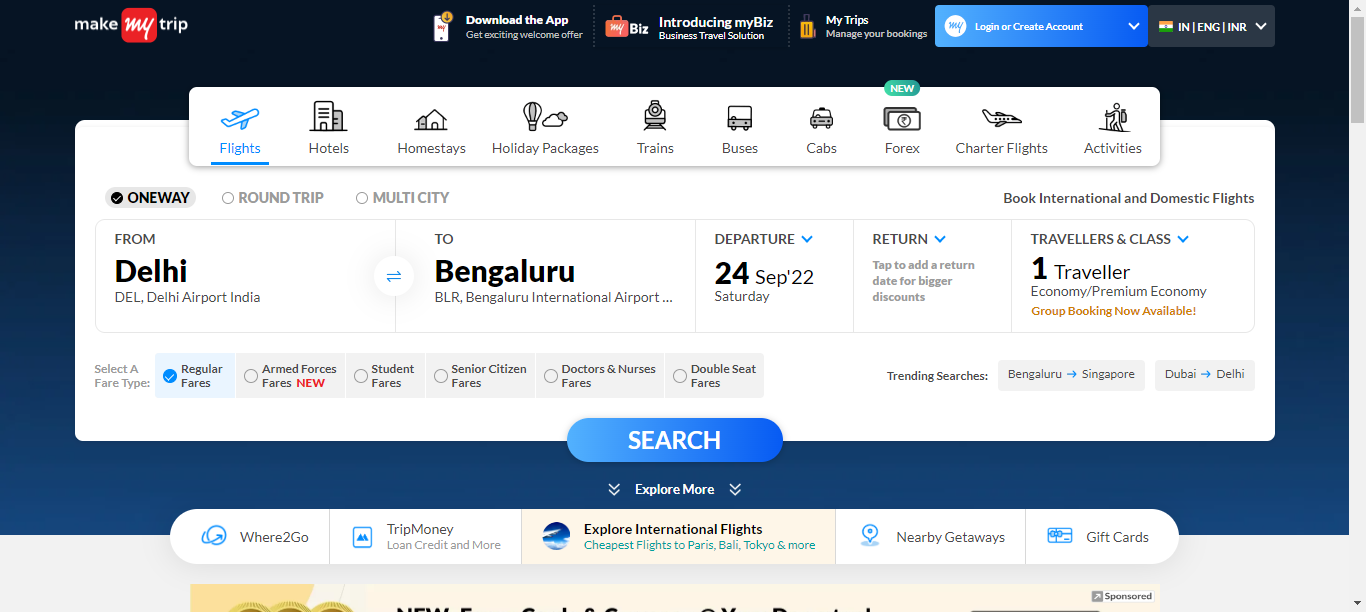 make my trip
Download the App
Get exciting welcome offer
my Biz
Introducing myBiz
Business Travel Solution
My Trips
Manage your bookings
my
Login or Create Account
IN | ENG | INR
NEW
Flights
Hotels
Homestays
Holiday Packages
Trains
Buses
Cabs
Forex
Charter Flights
Activities
ONEWAY
ROUND TRIP
MULTI CITY
Book International and Domestic Flights
FROM
Delhi
DEL, Delhi Airport India
TO
Bengaluru
BLR, Bengaluru International Airport ...
DEPARTURE
24 Sep'22
Saturday
RETURN
Tap to add a return
date for bigger
discounts
TRAVELLERS & CLASS
1 Traveller
Economy/Premium Economy
Group Booking Now Available!
Select A
Fare Type:
Regular
Fares
Armed Forces
Fares NEW
Student
Fares
Senior Citizen
Fares
Doctors & Nurses
Fares
Double Seat
Fares
Trending Searches:
Bengaluru → Singapore
Dubai → Delhi
SEARCH
Explore More
Where2Go
TripMoney
Loan Credit and More
Explore International Flights
Cheapest Flights to Paris, Bali, Tokyo & more
Nearby Getaways
Gift Cards
Sponsored